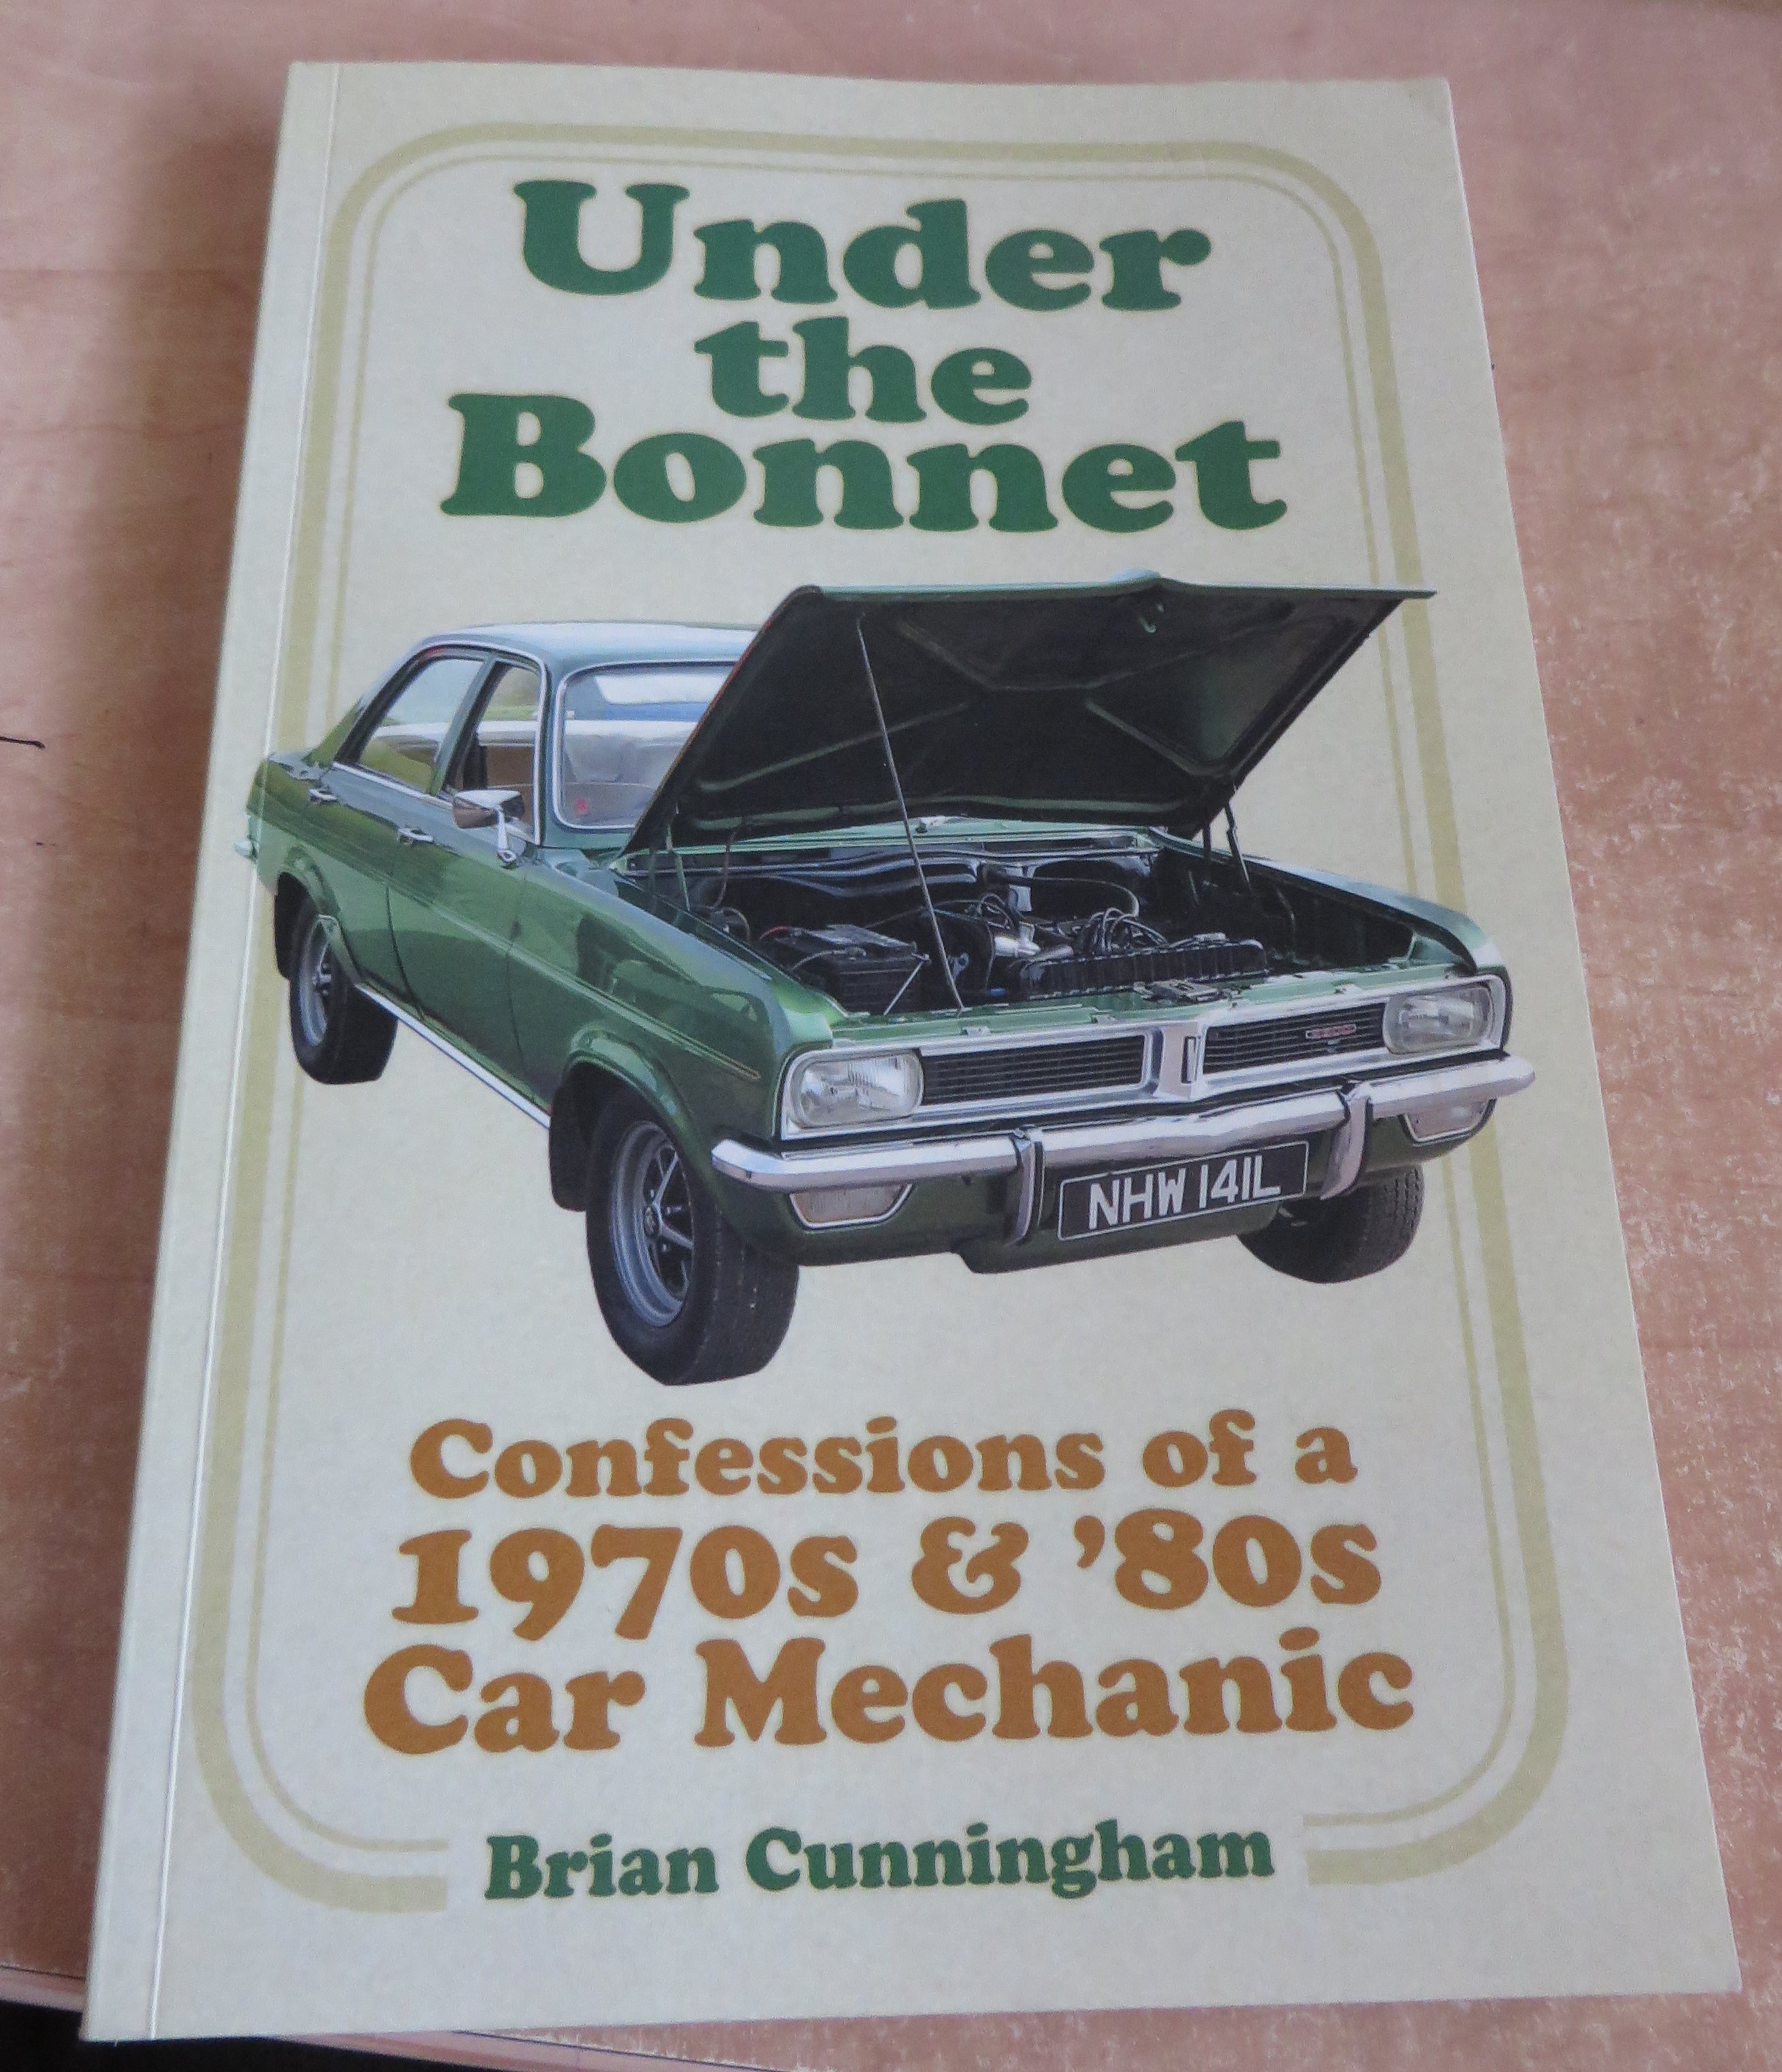 Under
the
Bonnet
NHW 141L
Confessions of a
1970s & ’80s
Car Mechanic
Brian Cunningham